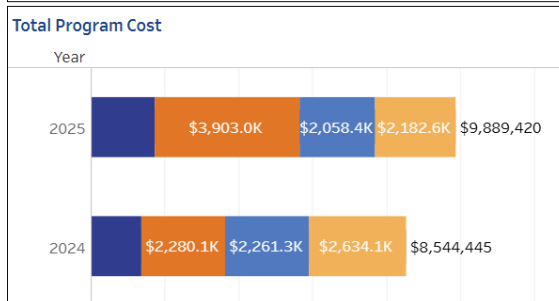 Total Program Cost
Year
2025 $3,903.0K $2,058.4K $2,182.6K $9,889,420
2024 $2,280.1K $2,261.3K $2,634.1K $8,544,445